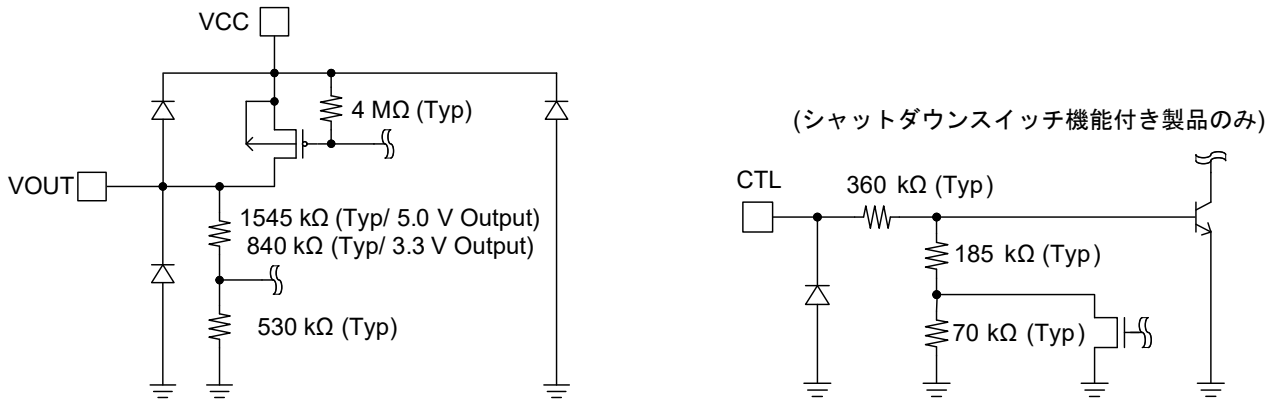 VCC
4 MΩ (Typ)
VOUT
1545 kΩ (Typ/ 5.0 V Output)
840 kΩ (Typ/ 3.3 V Output)
530 kΩ (Typ)
(シャットダウンスイッチ機能付き製品のみ)
CTL
360 kΩ (Typ)
185 kΩ (Typ)
70 kΩ (Typ)